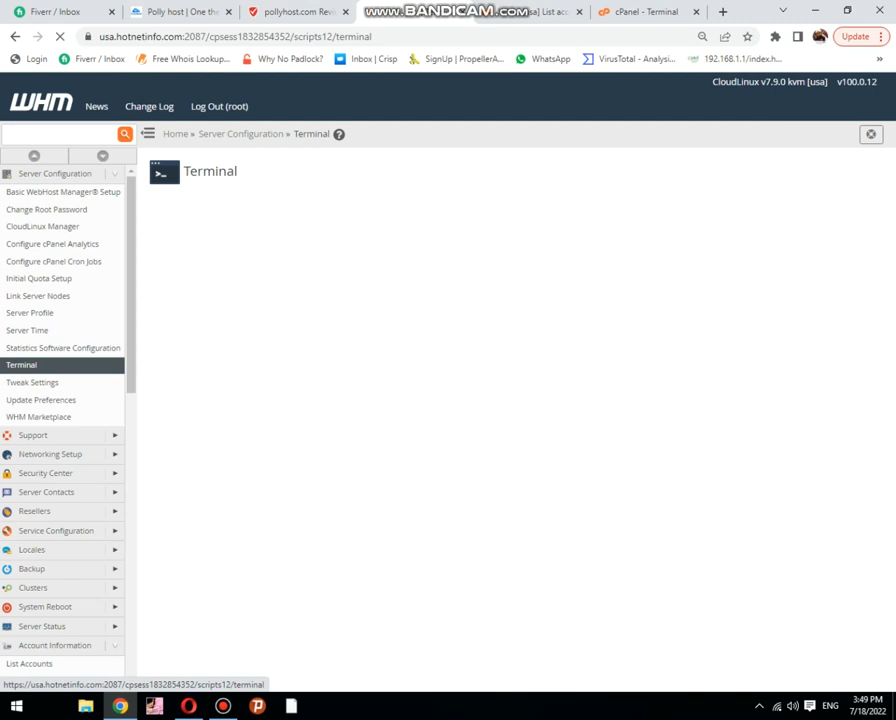 Fiverr / Inbox
Polly host | One the
pollyhost.com Revi
www.BANDICAM.com
sa] List acc
cPanel - Terminal
usa.hotnetinfo.com:2087/cpsess1832854352/scripts12/terminal
Update
Login
Fiverr / Inbox
Free Whois Lookup...
Why No Padlock?
Inbox | Crisp
SignUp | PropellerA...
WhatsApp
VirusTotal - Analysi...
192.168.1.1/index.h...
CloudLinux v7.9.0 kvm [usa] v100.0.12
WHM
News
Change Log
Log Out (root)
Home » Server Configuration » Terminal
Terminal
Server Configuration
Basic WebHost Manager® Setup
Change Root Password
CloudLinux Manager
Configure cPanel Analytics
Configure cPanel Cron Jobs
Initial Quota Setup
Link Server Nodes
Server Profile
Server Time
Statistics Software Configuration
Terminal
Tweak Settings
Update Preferences
WHM Marketplace
Support
Networking Setup
Security Center
Server Contacts
Resellers
Service Configuration
Locales
Backup
Clusters
System Reboot
Server Status
Account Information
List Accounts
https://usa.hotnetinfo.com:2087/cpsess1832854352/scripts12/terminal
ENG
3:49 PM
7/18/2022